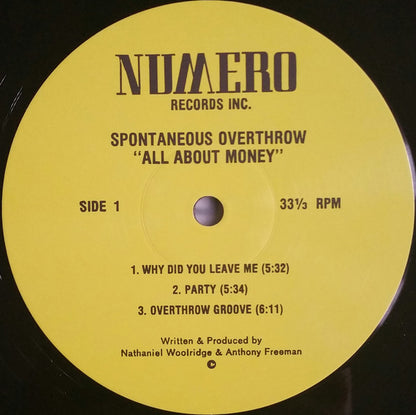 NUMERO
RECORDS INC.
SPONTANEOUS OVERTHROW
"ALL ABOUT MONEY"
SIDE 1 33⅓ RPM
1. WHY DID YOU LEAVE ME (5:32)
2. PARTY (5:34)
3. OVERTHROW GROOVE (6:11)
Written & Produced by
Nathaniel Woolridge & Anthony Freeman